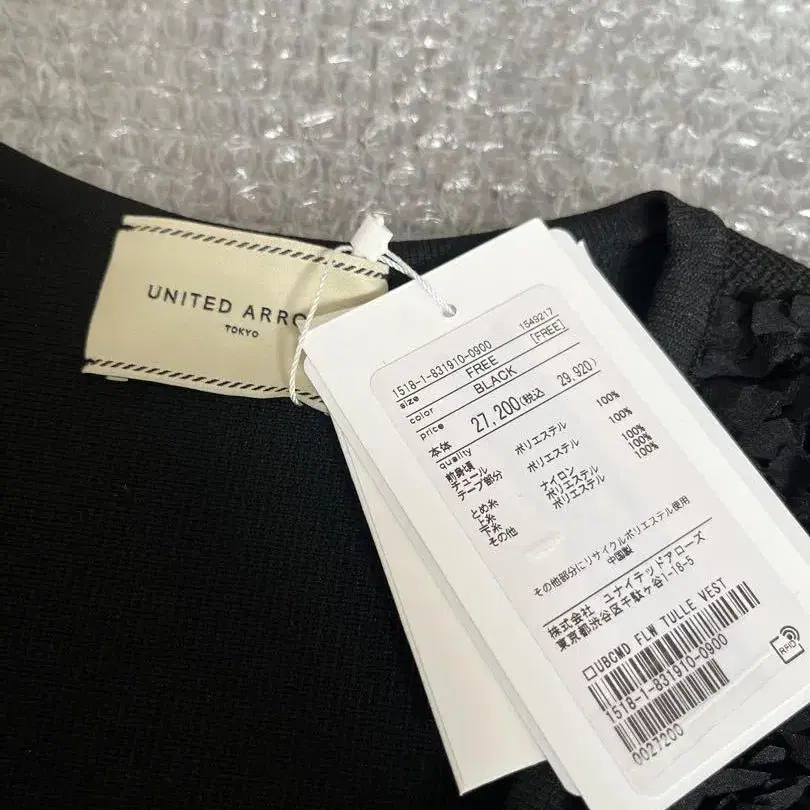 UNITED ARRO
TOKYO
1518-1-831910-0900 1549217
size FREE [FREE]
color BLACK
price
本体 27,200(税込 29,920)
quality
前身頃 ポリエステル 100%
チュール
テープ部分 ポリエステル 100%
とめ糸 ナイロン 100%
上糸 ポリエステル 100%
下糸 ポリエステル 100%
その他
その他部分にリサイクルポリエステル使用
中国製
株式会社 ユナイテッドアローズ
東京都渋谷区千駄ヶ谷1-18-5
□UBCMD FLW TULLE VEST
1518-1-831910-0900
0027200
RFID